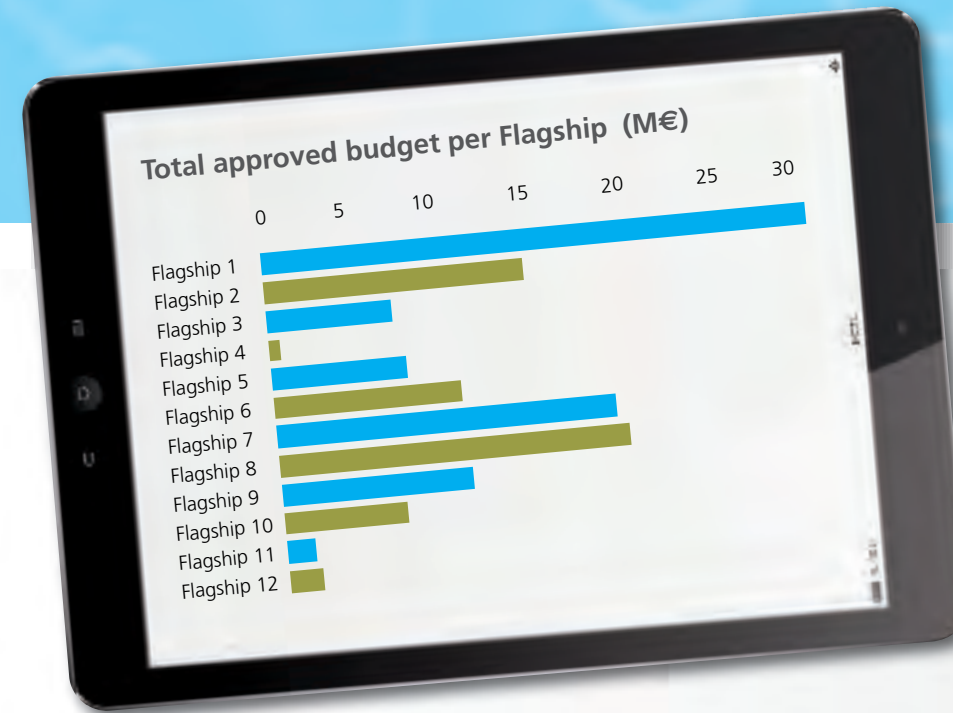 Total approved budget per Flagship (M€)
0 5 10 15 20 25 30
Flagship 1
Flagship 2
Flagship 3
Flagship 4
Flagship 5
Flagship 6
Flagship 7
Flagship 8
Flagship 9
Flagship 10
Flagship 11
Flagship 12